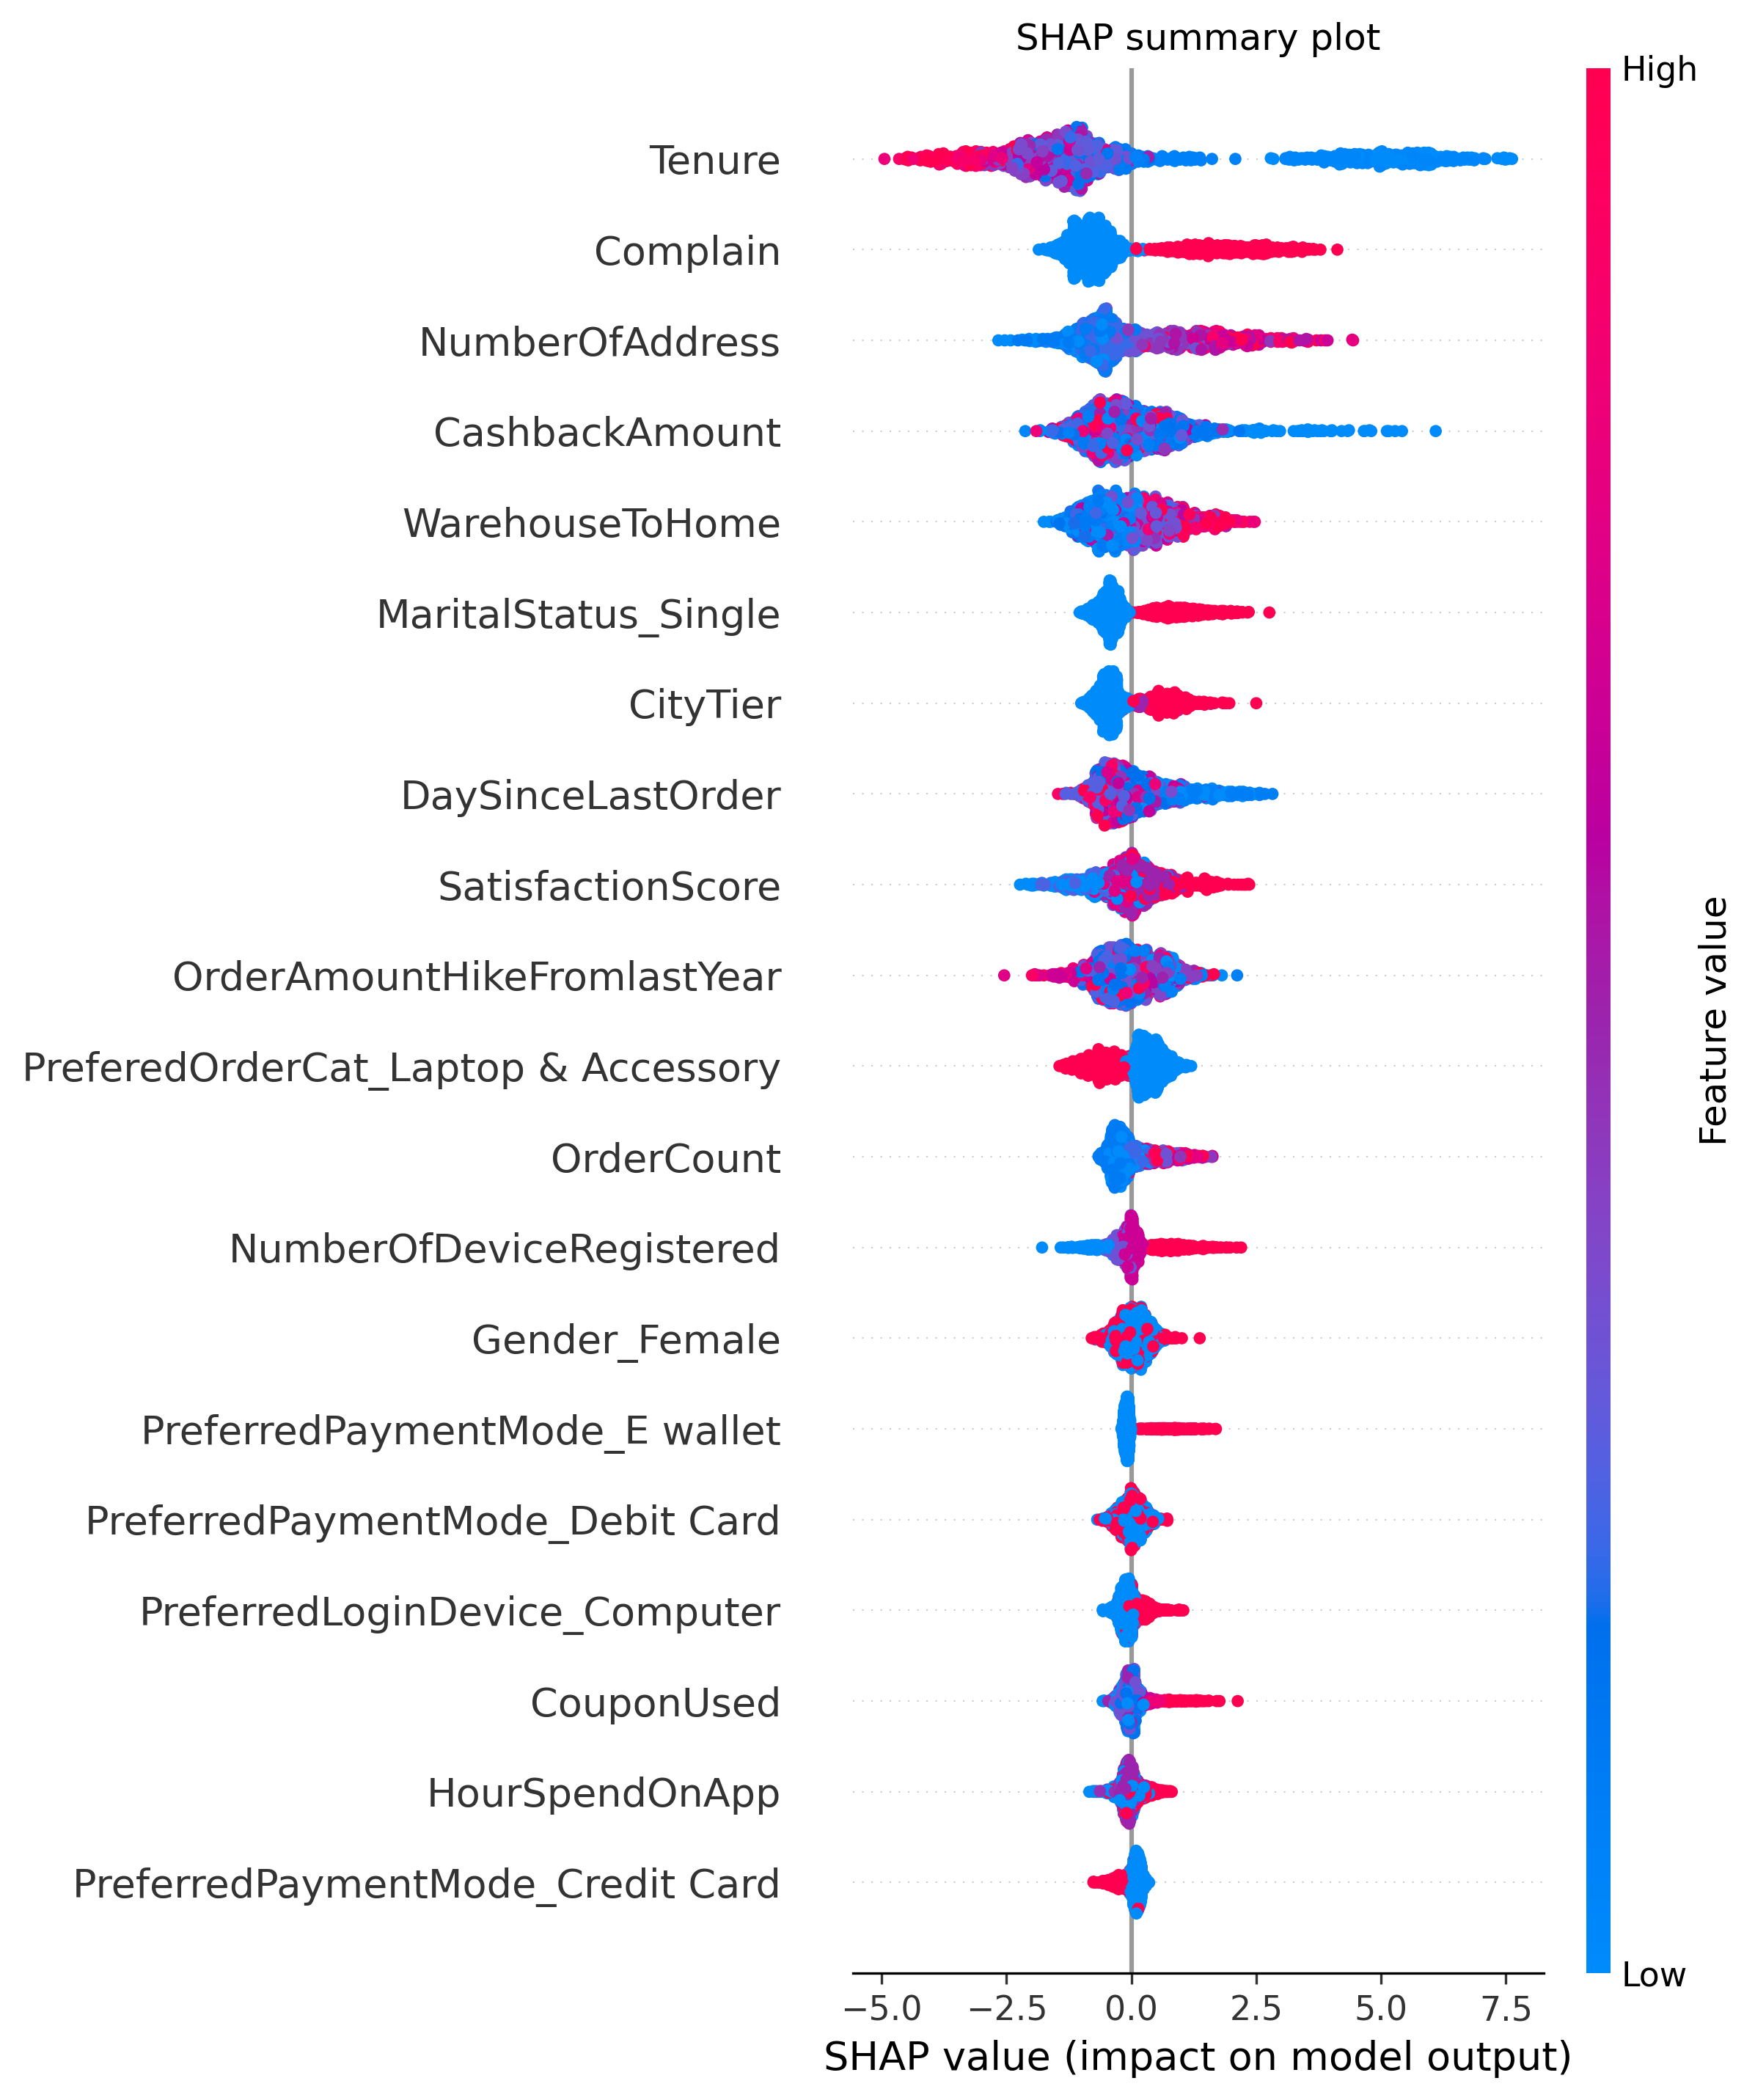 SHAP summary plot
High
Tenure
Complain
NumberOfAddress
CashbackAmount
WarehouseToHome
MaritalStatus_Single
CityTier
DaySinceLastOrder
SatisfactionScore
OrderAmountHikeFromlastYear
PreferedOrderCat_Laptop & Accessory
OrderCount
NumberOfDeviceRegistered
Gender_Female
PreferredPaymentMode_E wallet
PreferredPaymentMode_Debit Card
PreferredLoginDevice_Computer
CouponUsed
HourSpendOnApp
PreferredPaymentMode_Credit Card
Feature value
Low
−5.0 −2.5 0.0 2.5 5.0 7.5
SHAP value (impact on model output)